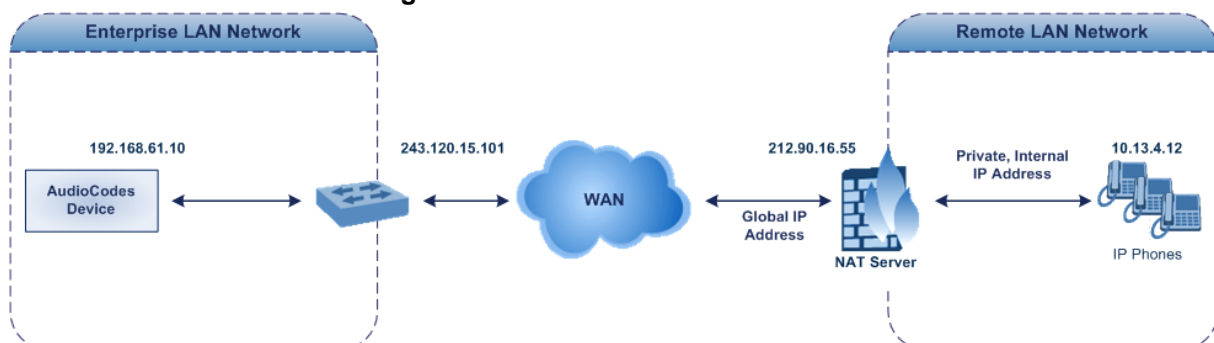 Enterprise LAN Network
Remote LAN Network
192.168.61.10
243.120.15.101
212.90.16.55
Private, Internal
IP Address
10.13.4.12
AudioCodes
Device
WAN
Global IP
Address
NAT Server
IP Phones